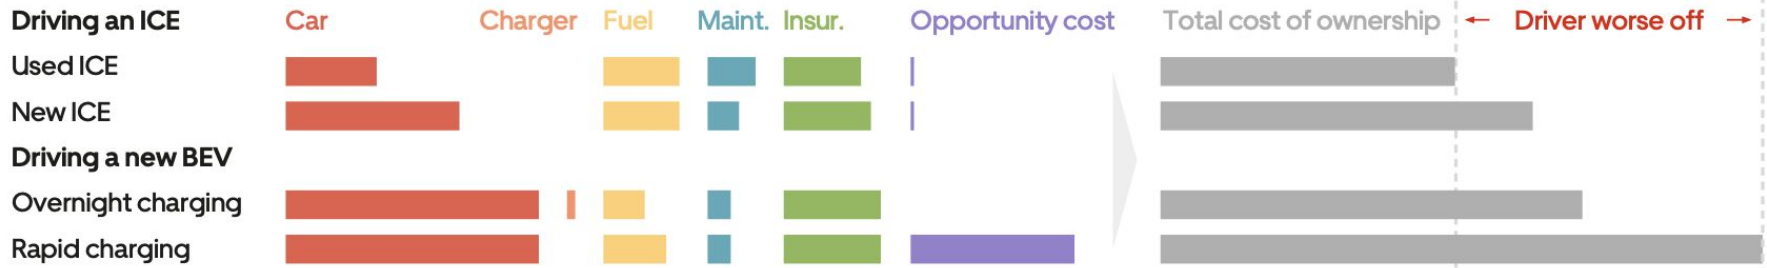 Driving an ICE Car Charger Fuel Maint. Insur. Opportunity cost Total cost of ownership ← Driver worse off →
Used ICE
New ICE
Driving a new BEV
Overnight charging
Rapid charging